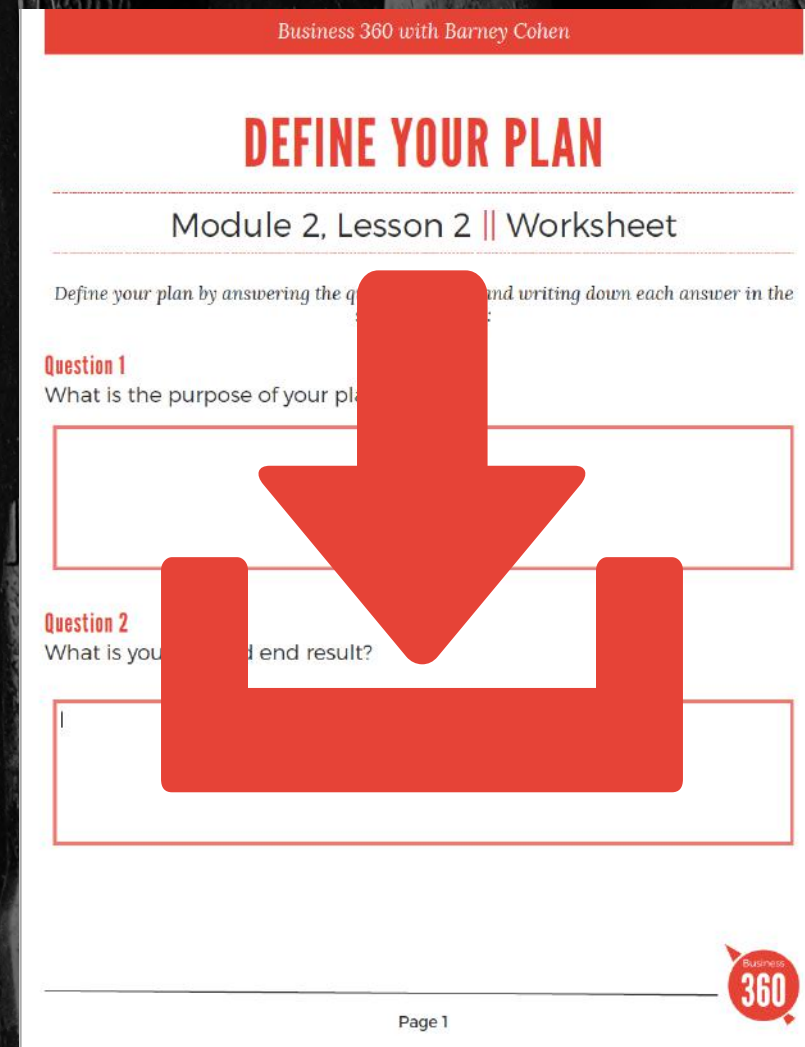 Business 360 with Barney Cohen
DEFINE YOUR PLAN
Module 2, Lesson 2 || Worksheet
Define your plan by answering the and writing down each answer in the
Question 1
What is the purpose of your
Question 2
What is end result?
Business
360
Page 1